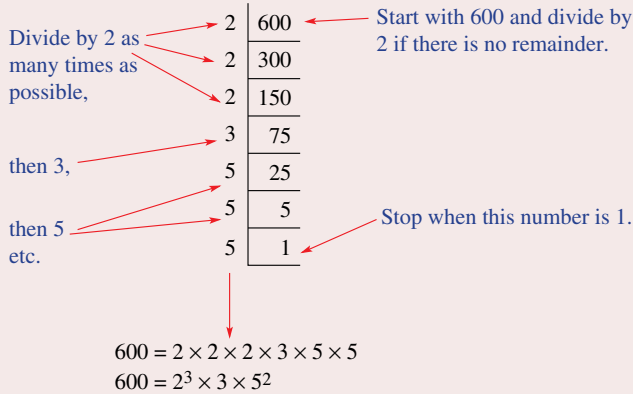 Divide by 2 as
many times as
possible,
then 3,
then 5
etc.
2 600
2 300
2 150
3 75
5 25
5 5
5 1
Start with 600 and divide by
2 if there is no remainder.
Stop when this number is 1.
600 = 2 × 2 × 2 × 3 × 5 × 5
600 = 2³ × 3 × 5²